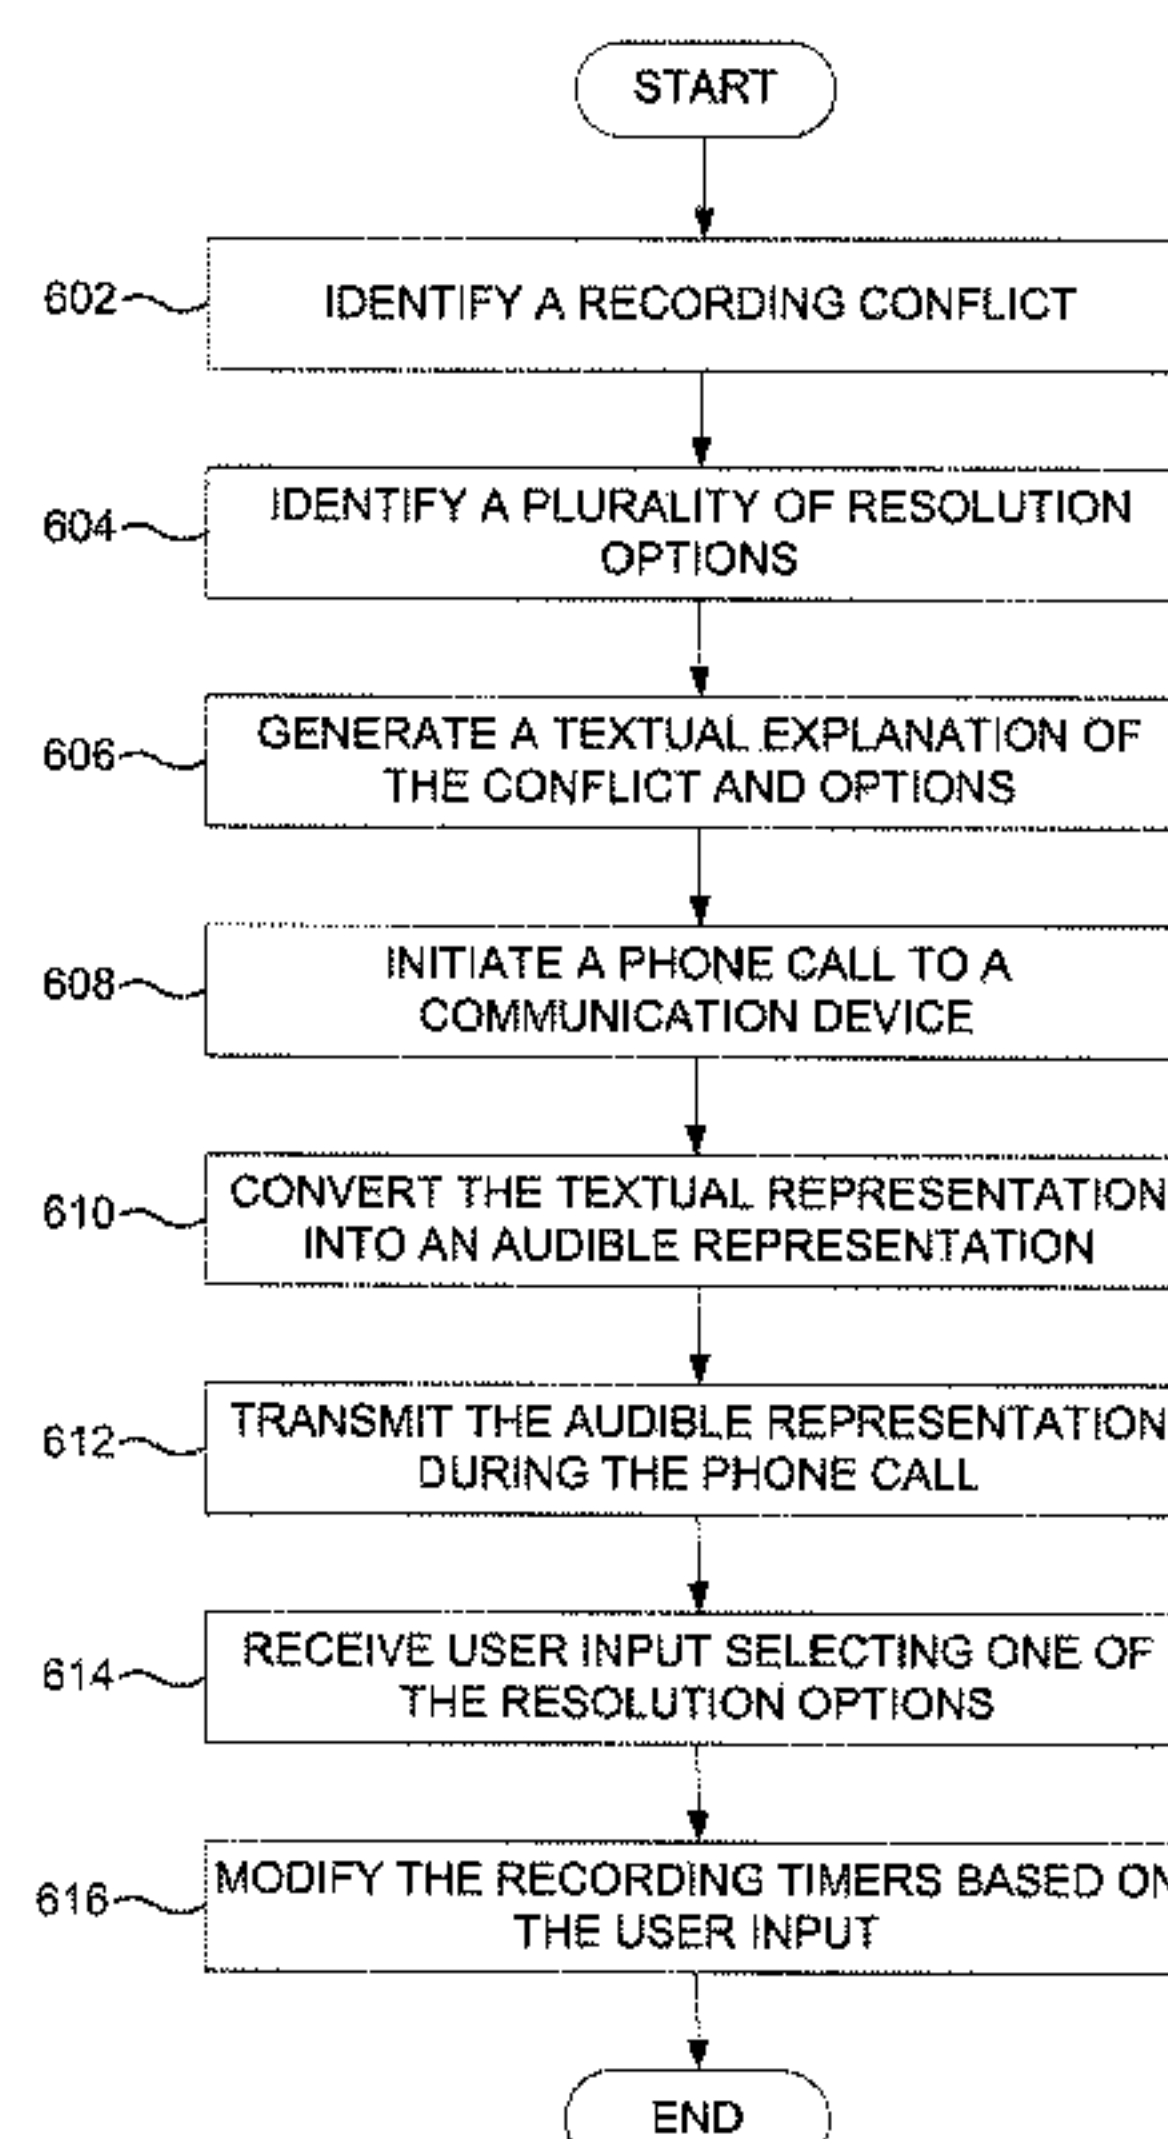 START
602
IDENTIFY A RECORDING CONFLICT
604
IDENTIFY A PLURALITY OF RESOLUTION
OPTIONS
606
GENERATE A TEXTUAL EXPLANATION OF
THE CONFLICT AND OPTIONS
608
INITIATE A PHONE CALL TO A
COMMUNICATION DEVICE
610
CONVERT THE TEXTUAL REPRESENTATION
INTO AN AUDIBLE REPRESENTATION
612
TRANSMIT THE AUDIBLE REPRESENTATION
DURING THE PHONE CALL
614
RECEIVE USER INPUT SELECTING ONE OF
THE RESOLUTION OPTIONS
616
MODIFY THE RECORDING TIMERS BASED ON
THE USER INPUT
END